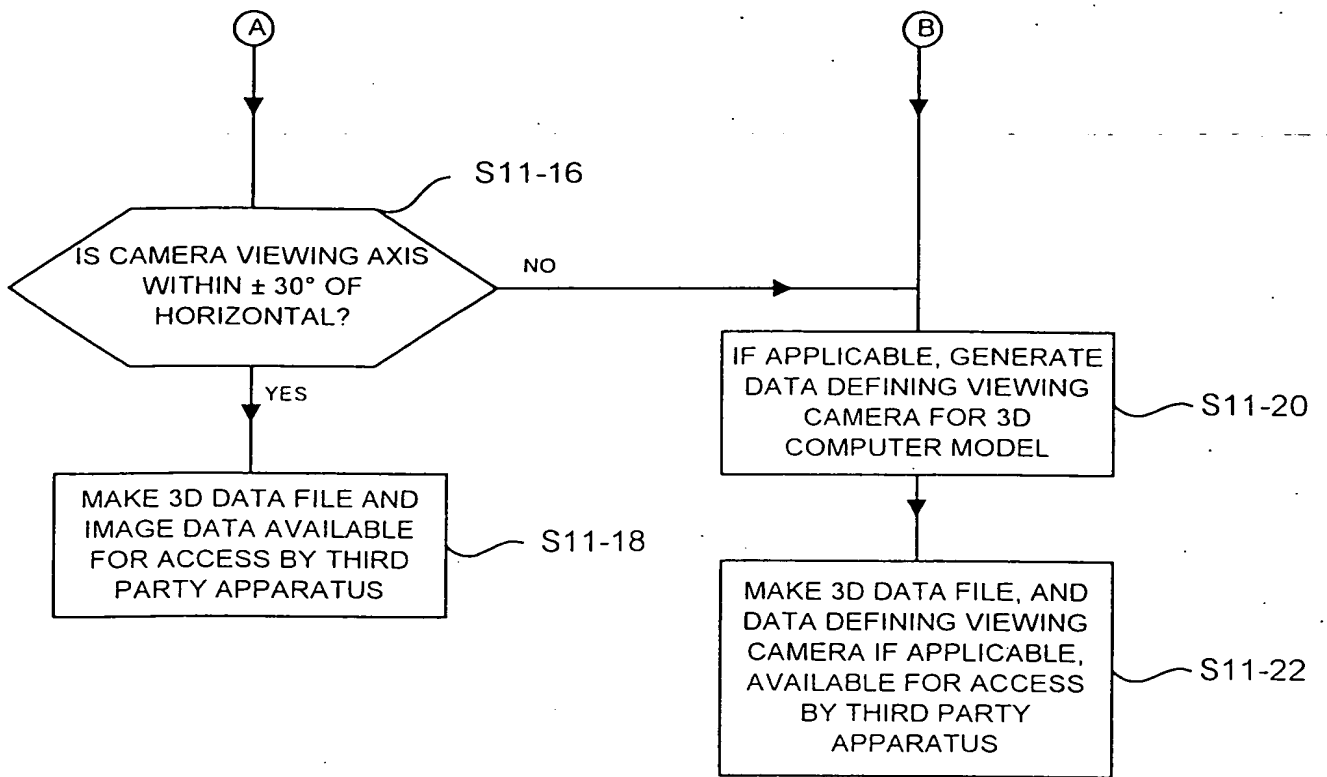 A
B
S11-16
IS CAMERA VIEWING AXIS
WITHIN ± 30° OF
HORIZONTAL?
NO
YES
IF APPLICABLE, GENERATE
DATA DEFINING VIEWING
CAMERA FOR 3D
COMPUTER MODEL
S11-20
MAKE 3D DATA FILE AND
IMAGE DATA AVAILABLE
FOR ACCESS BY THIRD
PARTY APPARATUS
S11-18
MAKE 3D DATA FILE, AND
DATA DEFINING VIEWING
CAMERA IF APPLICABLE,
AVAILABLE FOR ACCESS
BY THIRD PARTY
APPARATUS
S11-22